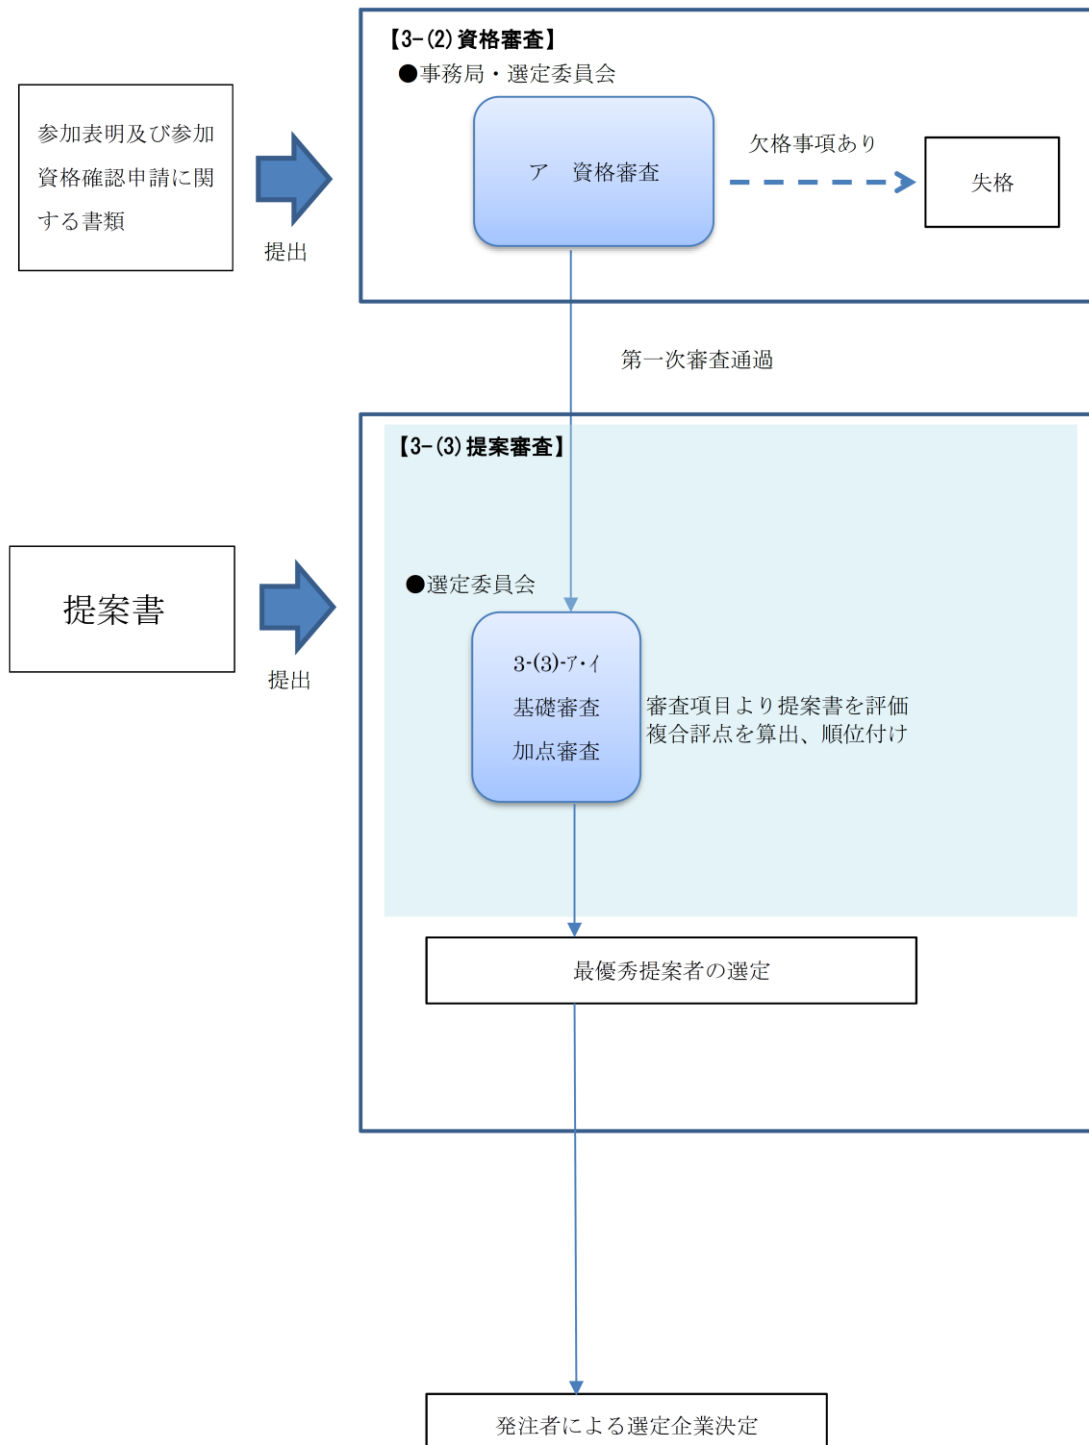 【3-(2)資格審査】
●事務局・選定委員会
参加表明及び参加
資格確認申請に関
する書類
提出
ア　資格審査
欠格事項あり
失格
第一次審査通過
【3-(3)提案審査】
提案書
提出
●選定委員会
3-(3)-ア・イ
基礎審査
加点審査
審査項目より提案書を評価
複合評点を算出、順位付け
最優秀提案者の選定
発注者による選定企業決定